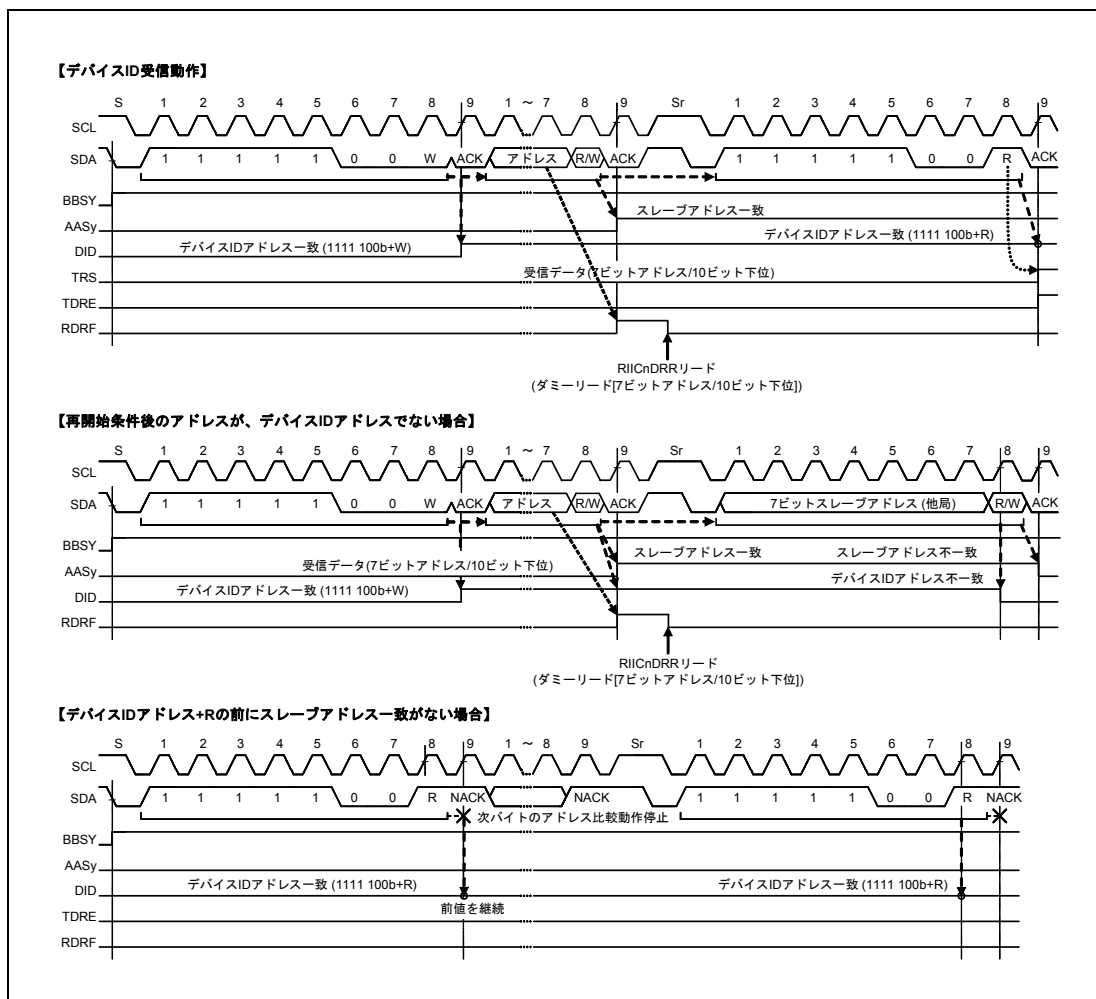 【デバイスID受信動作】
S 1 2 3 4 5 6 7 8 9 1 ～ 7 8 9 Sr 1 2 3 4 5 6 7 8 9
SCL
SDA 1 1 1 1 1 0 0 W ACK アドレス R/W ACK 1 1 1 1 1 0 0 R ACK
BBSY
スレーブアドレス一致
AASy
デバイスIDアドレス一致 (1111 100b+W) デバイスIDアドレス一致 (1111 100b+R)
DID
受信データ(7ビットアドレス/10ビット下位)
TRS
TDRE
RDRF
RIICnDRRリード
(ダミーリード[7ビットアドレス/10ビット下位])
【再開始条件後のアドレスが、デバイスIDアドレスでない場合】
S 1 2 3 4 5 6 7 8 9 1 ～ 7 8 9 Sr 1 2 3 4 5 6 7 8 9
SCL
SDA 1 1 1 1 1 0 0 W ACK アドレス R/W ACK 7ビットスレーブアドレス (他局) R/W ACK
BBSY
スレーブアドレス一致 スレーブアドレス不一致
受信データ(7ビットアドレス/10ビット下位)
AASy
デバイスIDアドレス不一致
デバイスIDアドレス一致 (1111 100b+W)
DID
RDRF
RIICnDRRリード
(ダミーリード[7ビットアドレス/10ビット下位])
【デバイスIDアドレス+Rの前にスレーブアドレス一致がない場合】
S 1 2 3 4 5 6 7 8 9 1 ～ 8 9 Sr 1 2 3 4 5 6 7 8 9
SCL
SDA 1 1 1 1 1 0 0 R NACK NACK 1 1 1 1 1 0 0 R NACK
次バイトのアドレス比較動作停止
BBSY
AASy
デバイスIDアドレス一致 (1111 100b+R) デバイスIDアドレス一致 (1111 100b+R)
DID
前値を継続
TDRE
RDRF